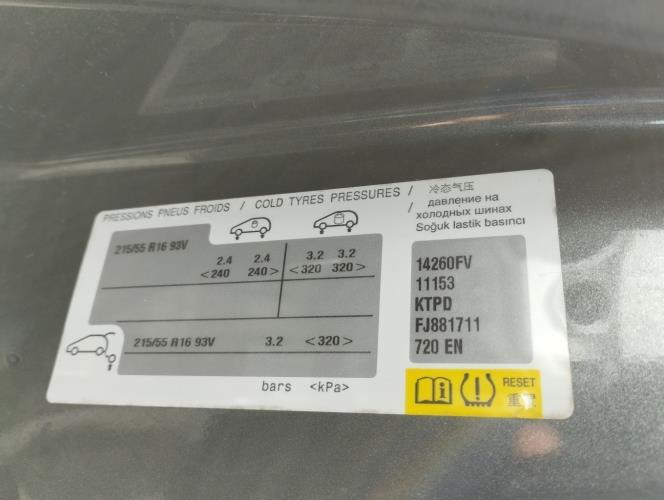 PRESSIONS PNEUS FROIDS / COLD TYRES PRESSURES / 冷态气压
/ давление на
холодных шинах
Soğuk lastik basıncı
215/55 R16 93V
2.4 2.4 3.2 3.2
<240 240> <320 320>
215/55 R16 93V 3.2 <320>
bars <kPa>
14260FV
11153
KTPD
FJ881711
720 EN
RESET
重置